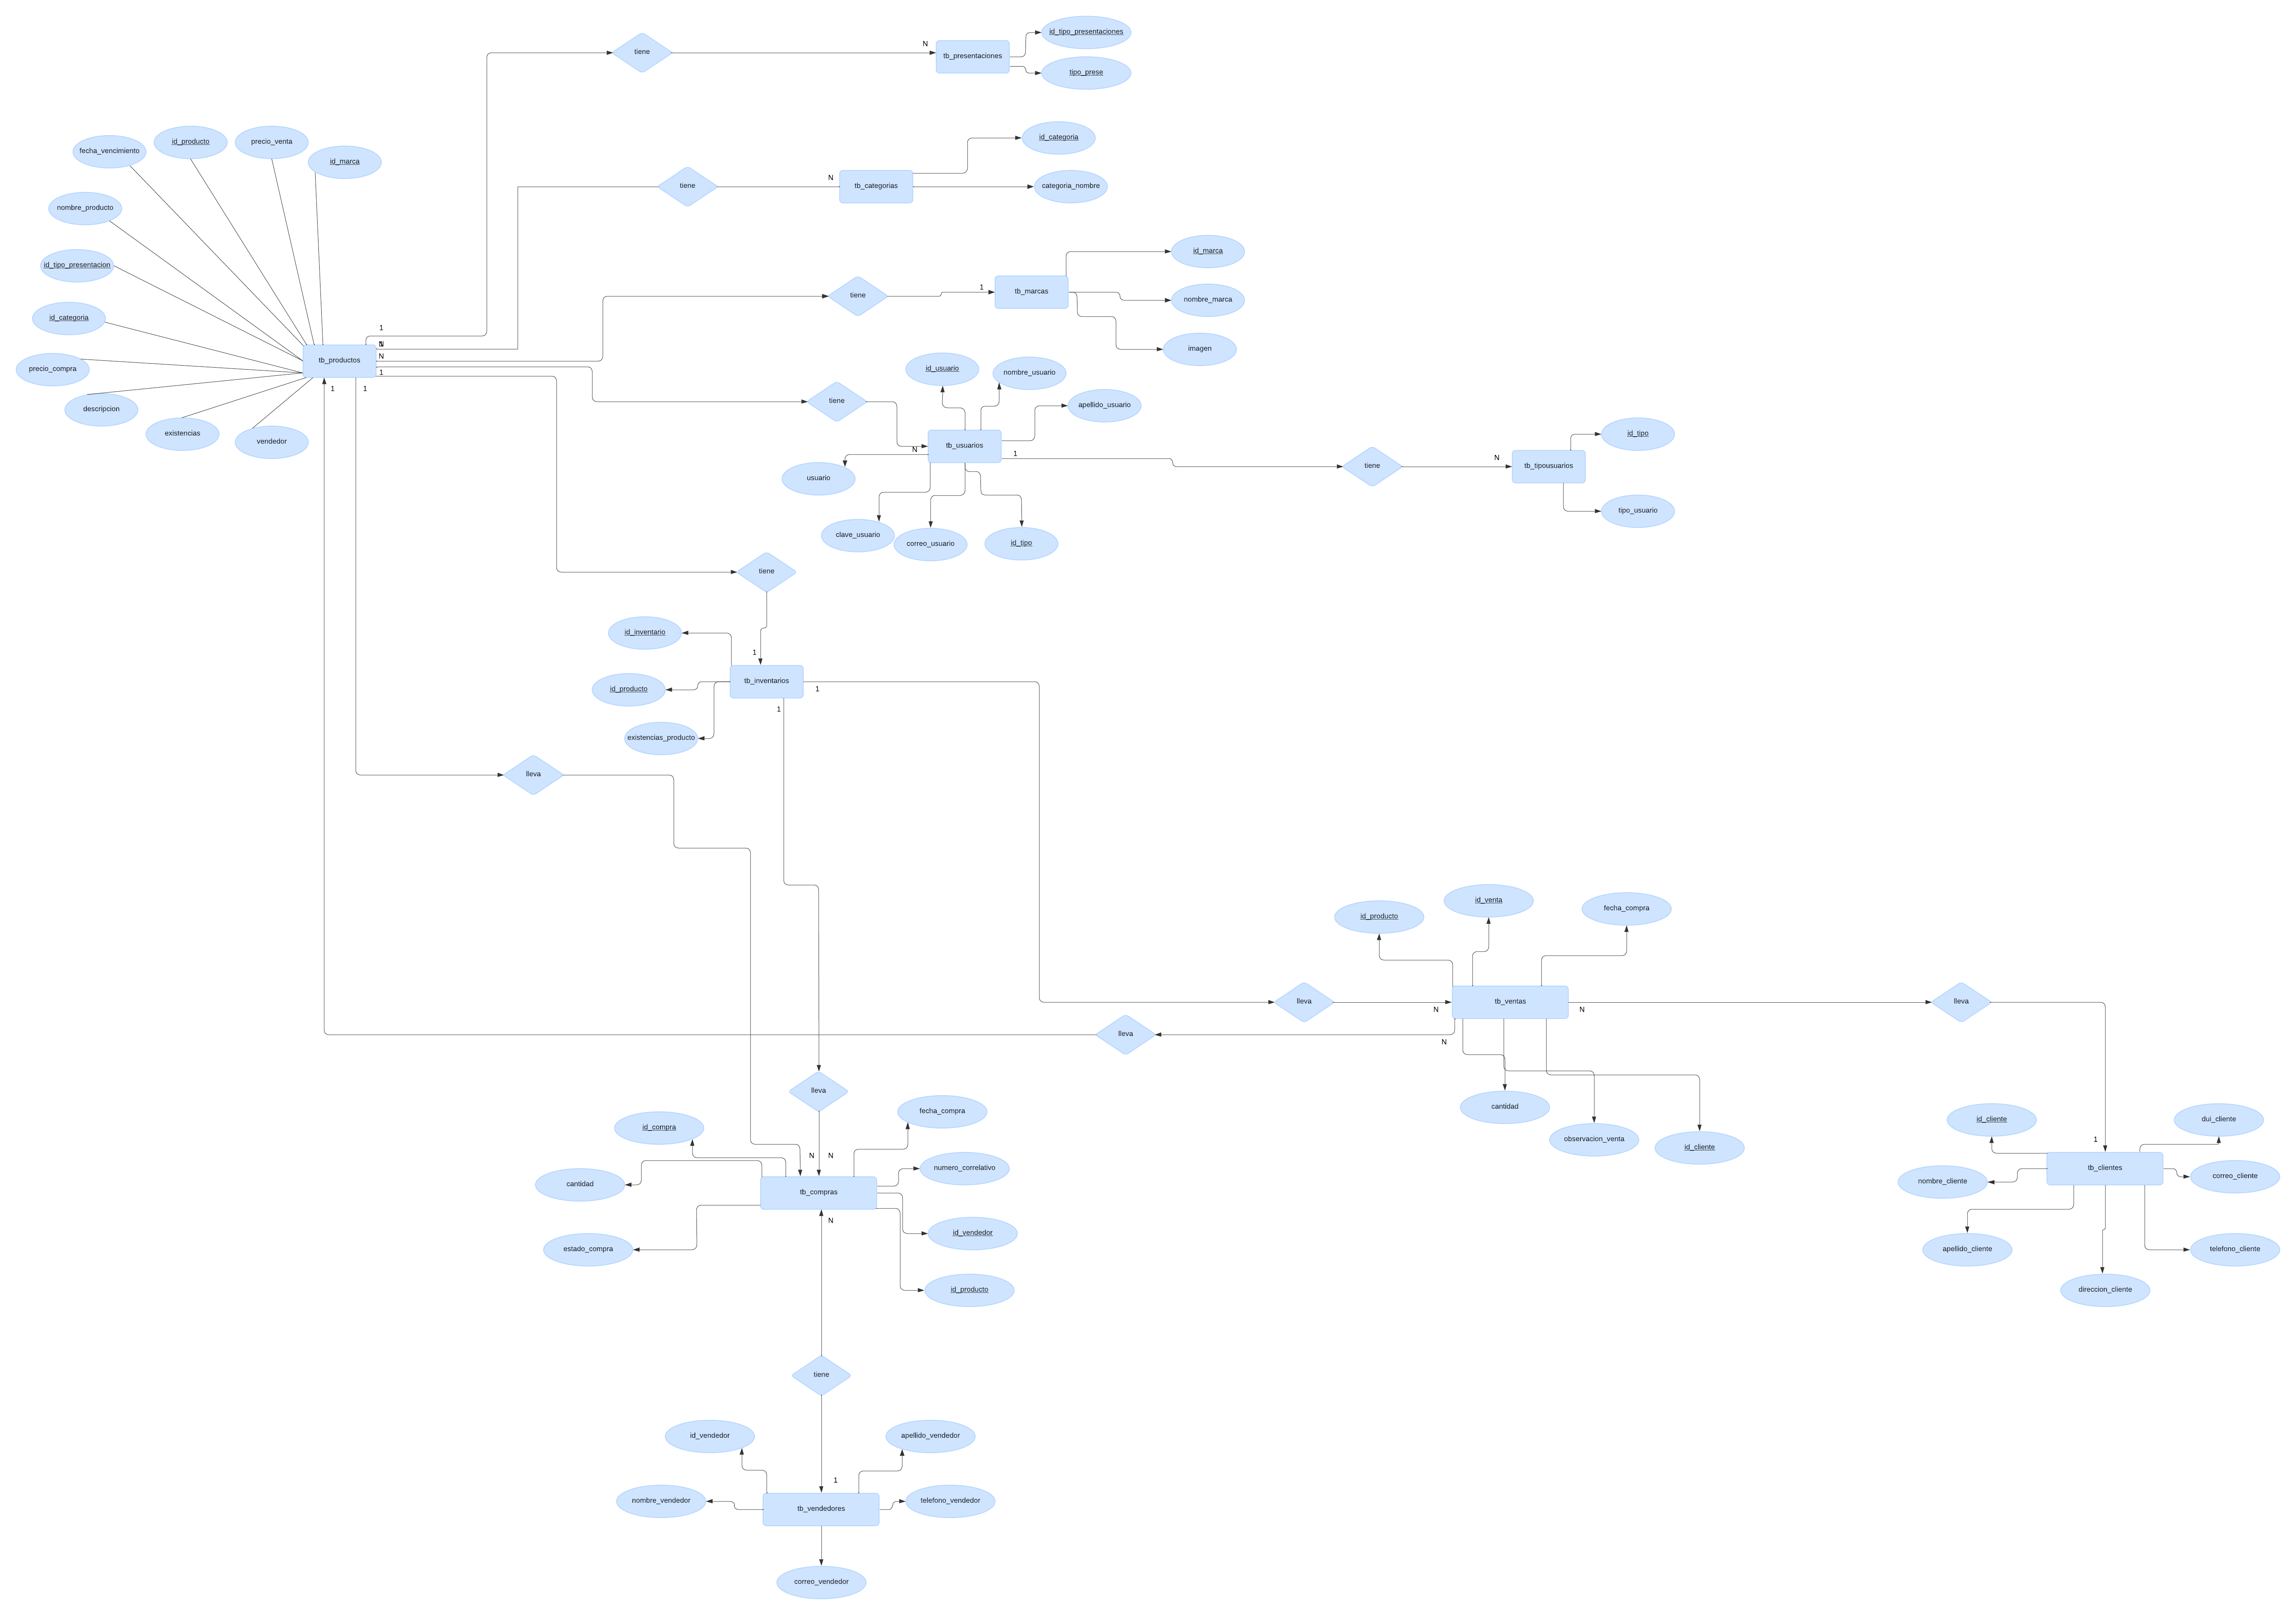 id_tipo_presentaciones
tiene
N
tb_presentaciones
tipo_prese
id_producto
precio_venta
fecha_vencimiento
id_marca
id_categoria
tiene
N
tb_categorias
categoria_nombre
nombre_producto
id_tipo_presentacion
id_marca
tiene
1
tb_marcas
nombre_marca
imagen
id_categoria
1
N
tb_productos
N
1
precio_compra
1
1
descripcion
existencias
vendedor
id_usuario
nombre_usuario
apellido_usuario
tiene
tb_usuarios
N
1
usuario
clave_usuario
correo_usuario
id_tipo
tiene
N
tb_tipousuarios
id_tipo
tipo_usuario
tiene
id_inventario
1
tb_inventarios
1
id_producto
1
existencias_producto
lleva
id_producto
id_venta
fecha_compra
lleva
N
tb_ventas
N
lleva
lleva
N
cantidad
observacion_venta
id_cliente
lleva
id_compra
fecha_compra
N
N
numero_correlativo
cantidad
tb_compras
N
id_vendedor
estado_compra
id_producto
id_cliente
dui_cliente
1
tb_clientes
nombre_cliente
correo_cliente
apellido_cliente
telefono_cliente
direccion_cliente
tiene
id_vendedor
apellido_vendedor
1
nombre_vendedor
tb_vendedores
telefono_vendedor
correo_vendedor